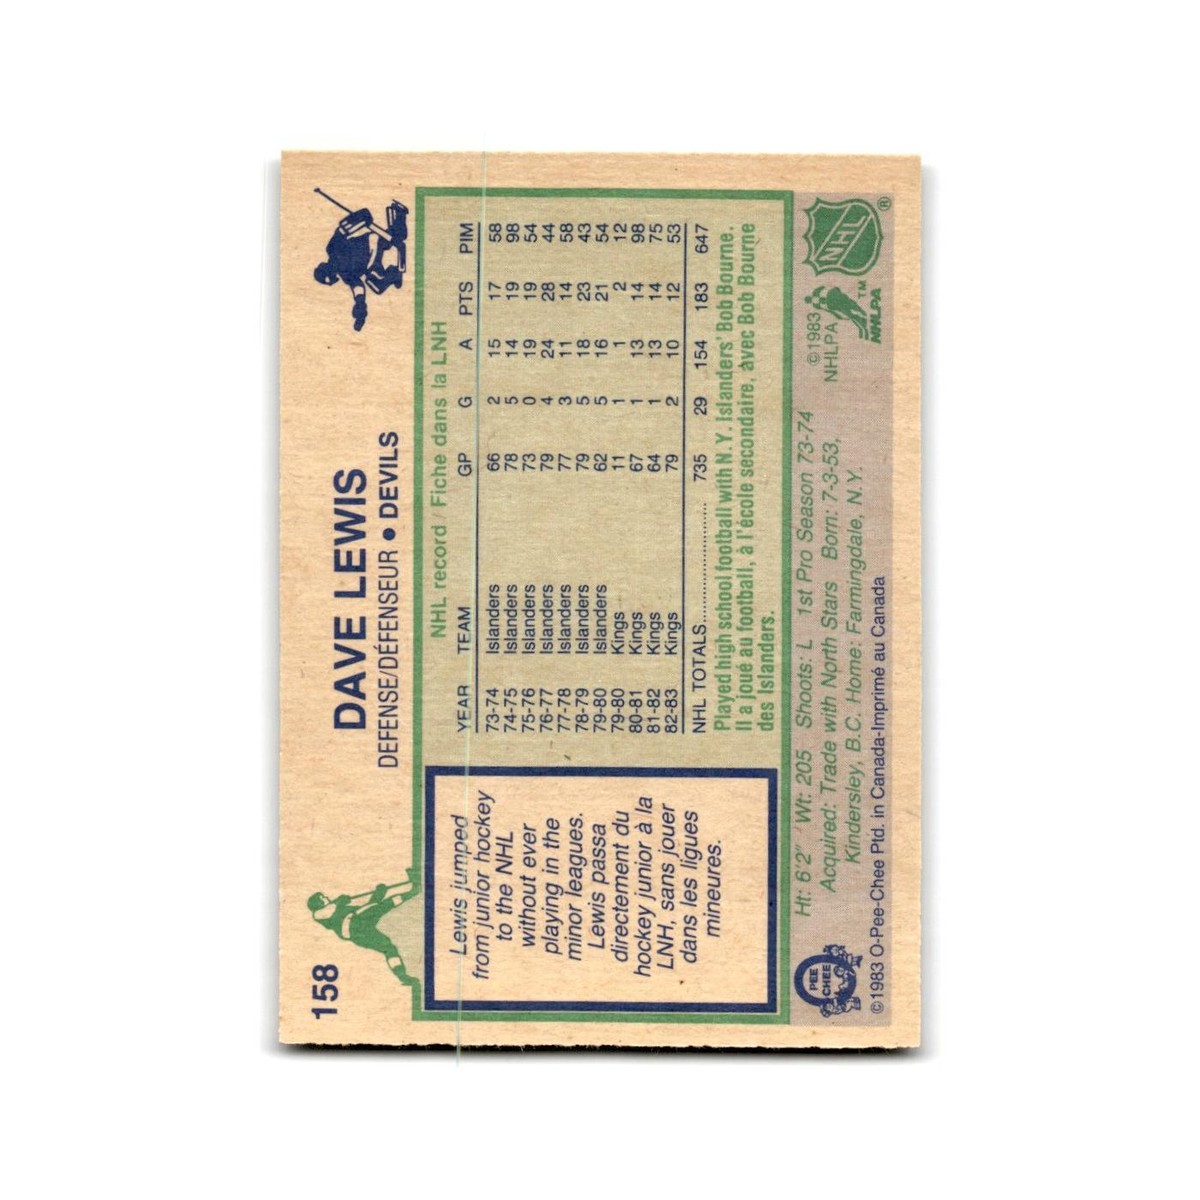 158
DAVE LEWIS
DEFENSE/DÉFENSEUR • DEVILS
Lewis jumped
from junior hockey
to the NHL
without ever
playing in the
minor leagues.
Lewis passa
directement du
hockey junior à la
LNH, sans jouer
dans les ligues
mineures.
NHL record / Fiche dans la LNH
YEAR TEAM GP G A PTS PIM
73-74 Islanders 66 2 15 17 58
74-75 Islanders 78 5 14 19 98
75-76 Islanders 73 0 19 19 54
76-77 Islanders 79 4 24 28 44
77-78 Islanders 77 3 11 14 58
78-79 Islanders 79 5 18 23 43
79-80 Islanders 62 5 16 21 54
79-80 Kings 11 1 1 2 12
80-81 Kings 67 1 13 14 98
81-82 Kings 64 1 13 14 75
82-83 Kings 79 2 10 12 53
NHL TOTALS.................... 735 29 154 183 647
Played high school football with N.Y. Islanders' Bob Bourne.
Il a joué au football, à l'école secondaire, avec Bob Bourne
des Islanders.
Ht: 6'2" Wt: 205 Shoots: L 1st Pro Season 73-74
Acquired: Trade with North Stars Born: 7-3-53,
Kindersley, B.C. Home: Farmingdale, N.Y.
©1983 O-Pee-Chee Ptd. in Canada-Imprimé au Canada
O PEE CHEE
©1983
NHLPA
NHLPA ™
NHL ®